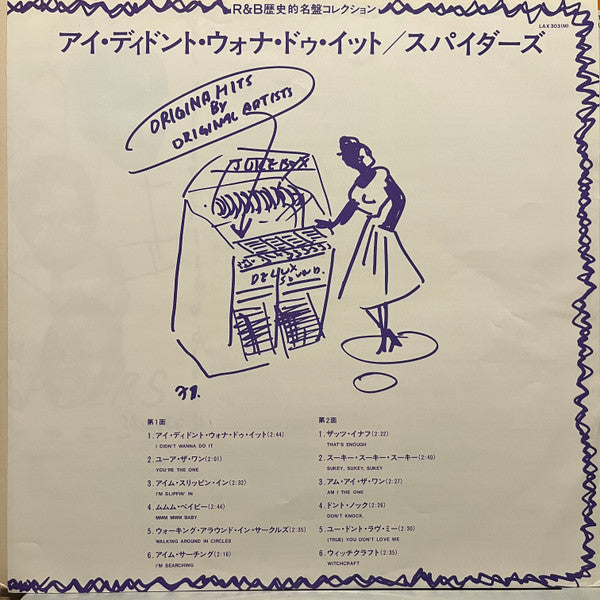 R&B歴史的名盤コレクション
LAX 303(M)
アイ・ディドント・ウォナ・ドゥ・イット/スパイダーズ
ORIGINA HITS
BY
ORIGINAL ARTISTS
JUKEBOX
DELUX
SOUND.
第1面
1.アイ・ディドント・ウォナ・ドゥ・イット(2:44)
I DIDN'T WANNA DO IT
2.ユーア・ザ・ワン(2:01)
YOU'RE THE ONE
3.アイム・スリッピン・イン(2:32)
I'M SLIPPIN' IN
4.ムムム・ベイビー(2:44)
MMM MMM BABY
5.ウォーキング・アラウンド・イン・サークルズ(2:35)
WALKING AROUND IN CIRCLES
6.アイム・サーチング(2:16)
I'M SEARCHING
第2面
1.ザッツ・イナフ(2:22)
THAT'S ENOUGH
2.スーキー・スーキー・スーキー(2:40)
SUKEY, SUKEY, SUKEY
3.アム・アイ・ザ・ワン(2:27)
AM I THE ONE
4.ドント・ノック(2:26)
DON'T KNOCK
5.ユー・ドント・ラヴ・ミー(2:30)
(TRUE) YOU DON'T LOVE ME
6.ウィッチクラフト(2:35)
WITCHCRAFT